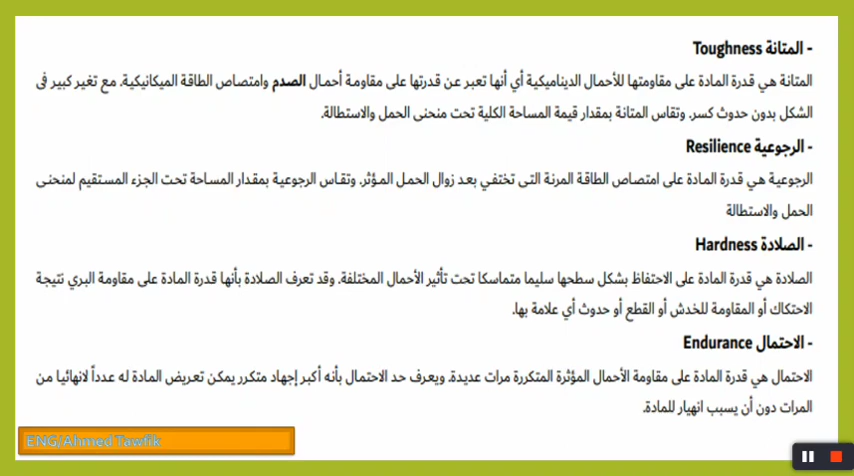 - المتانة Toughness
المتانة هي قدرة المادة على مقاومتها للأحمال الديناميكية أي أنها تعبر عن قدرتها على مقاومة أحمال الصدم وامتصاص الطاقة الميكانيكية. مع تغير كبير فى
الشكل بدون حدوث كسر. وتقاس المتانة بمقدار قيمة المساحة الكلية تحت منحنى الحمل والاستطالة.
- الرجوعية Resilience
الرجوعية هي قدرة المادة على امتصاص الطاقة المرنة التى تختفي بعد زوال الحمل المؤثر. وتقاس الرجوعية بمقدار المساحة تحت الجزء المستقيم لمنحنى
الحمل والاستطالة
- الصلادة Hardness
الصلادة هي قدرة المادة على الاحتفاظ بشكل سطحها سليما متماسكا تحت تأثير الأحمال المختلفة. وقد تعرف الصلادة بأنها قدرة المادة على مقاومة البري نتيجة
الاحتكاك أو المقاومة للخدش أو القطع أو حدوث أي علامة بها.
- الاحتمال Endurance
الاحتمال هي قدرة المادة على مقاومة الأحمال المؤثرة المتكررة مرات عديدة. ويعرف حد الاحتمال بأنه أكبر إجهاد متكرر يمكن تعريض المادة له عدداً لانهائيا من
المرات دون أن يسبب انهيار للمادة.
ENG/Ahmed Tawfik